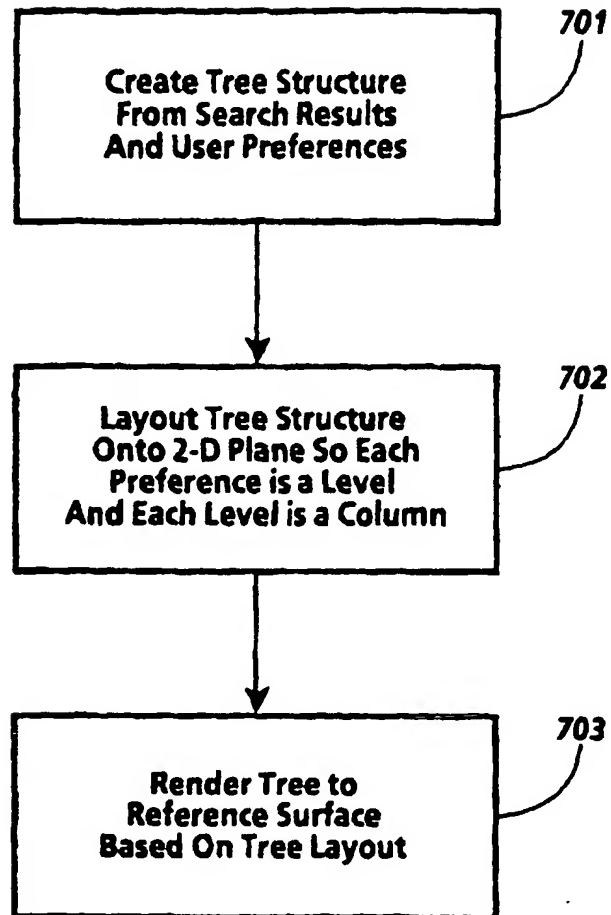 701
Create Tree Structure
From Search Results
And User Preferences
702
Layout Tree Structure
Onto 2-D Plane So Each
Preference is a Level
And Each Level is a Column
703
Render Tree to
Reference Surface
Based On Tree Layout